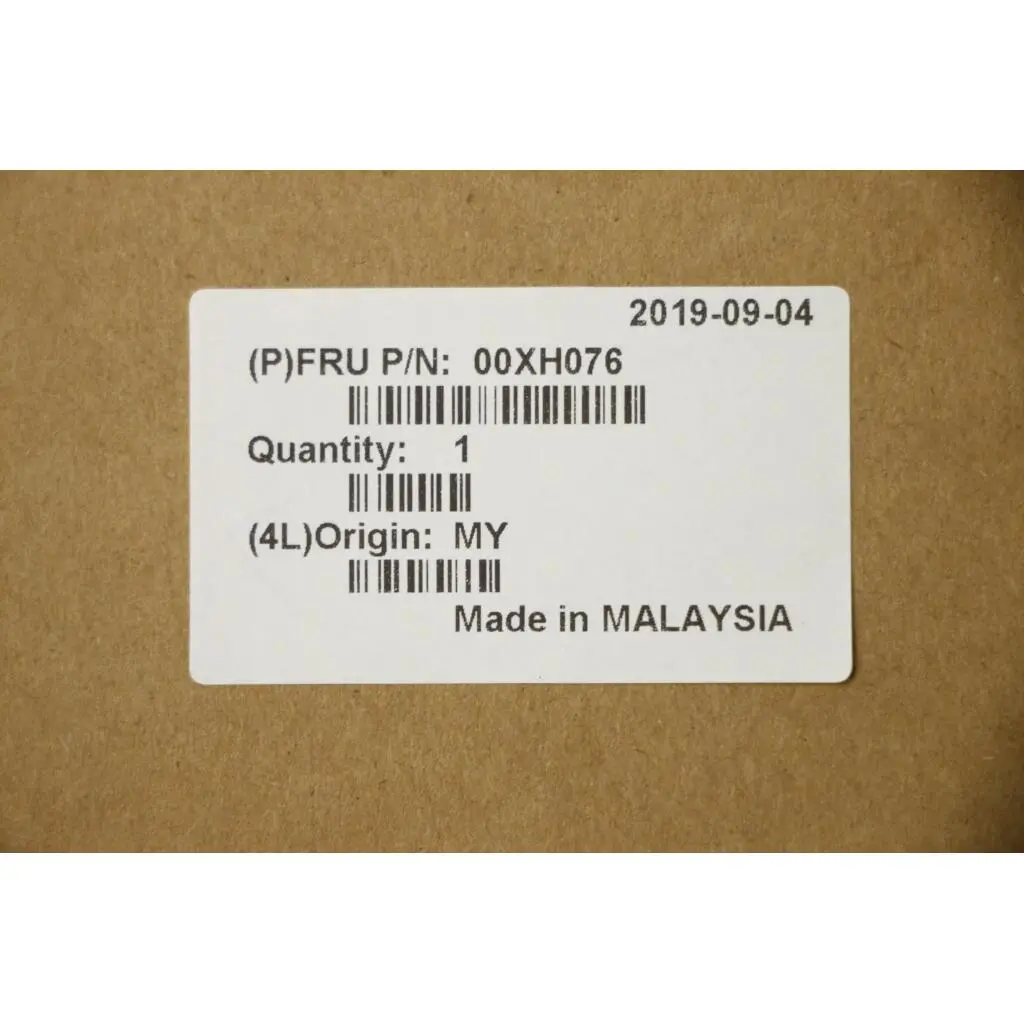 2019-09-04
(P)FRU P/N: 00XH076
Quantity: 1
(4L)Origin: MY
Made in MALAYSIA